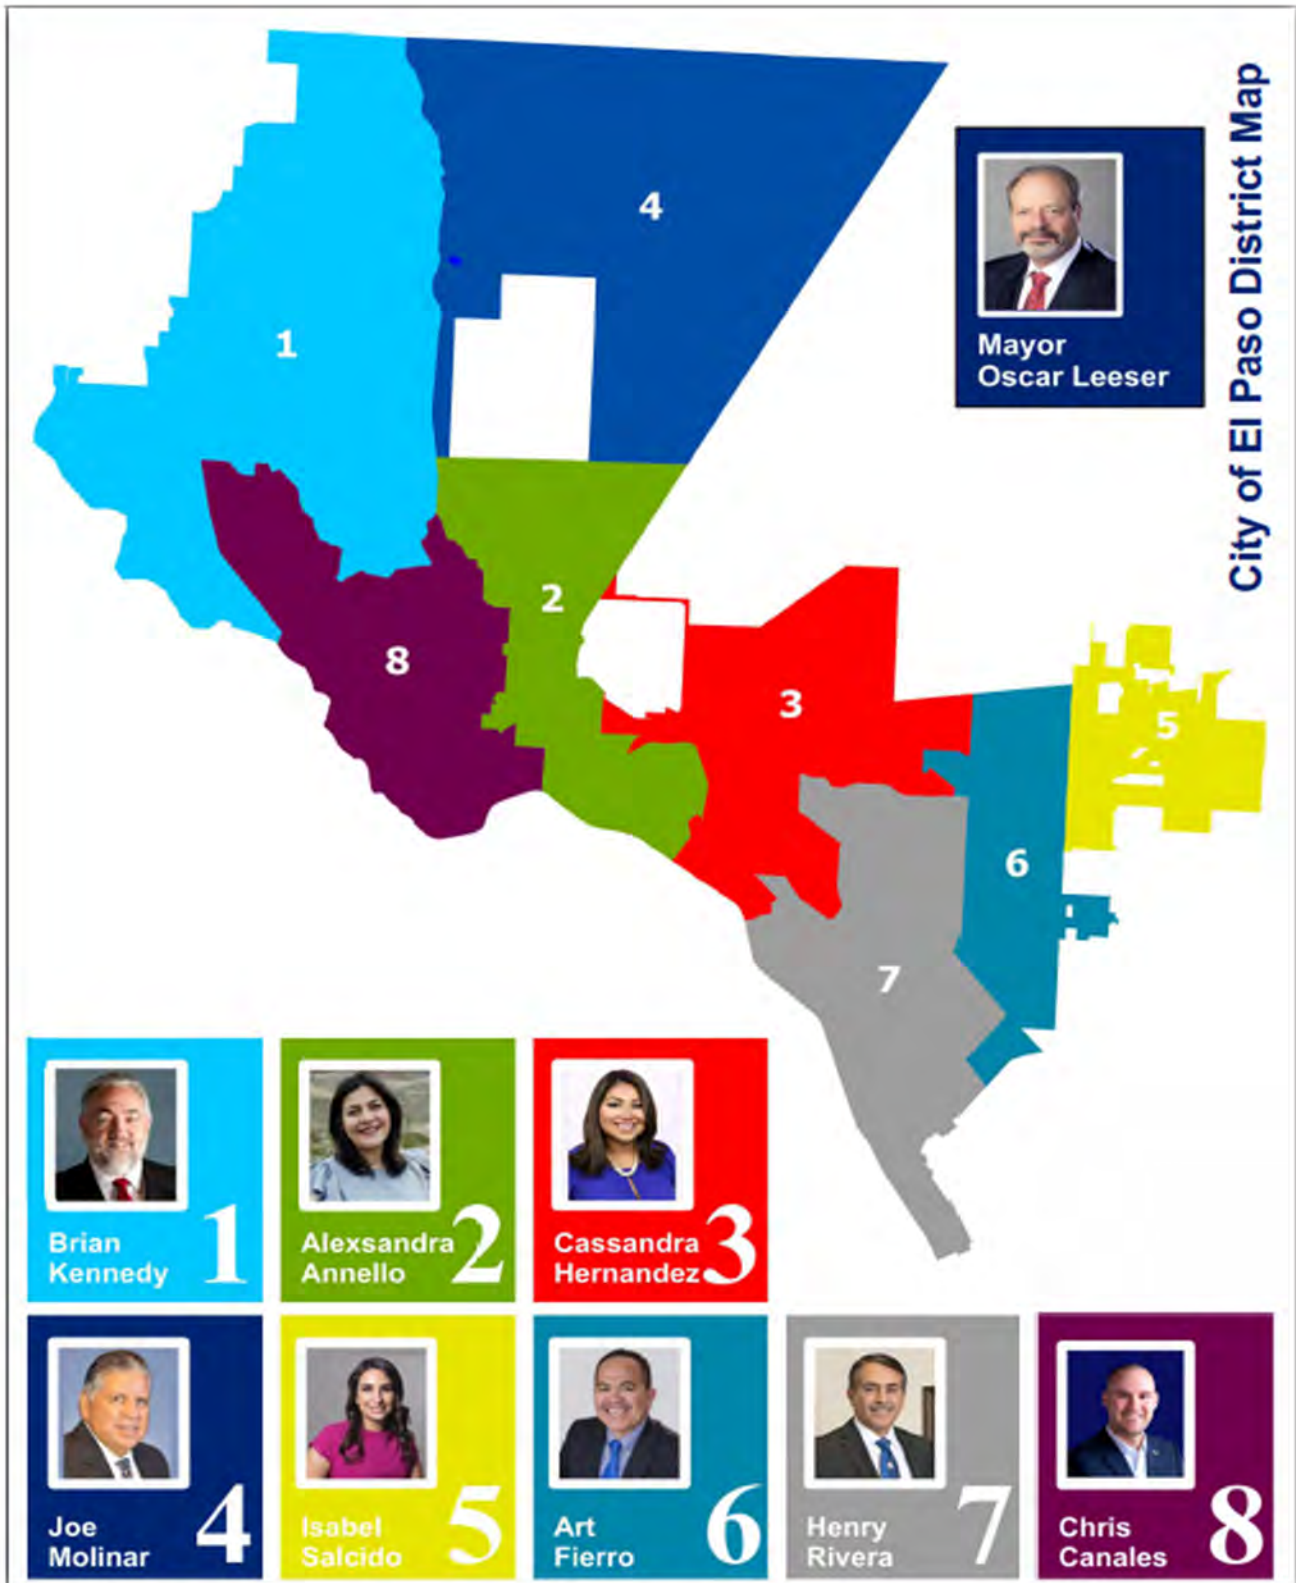 City of El Paso District Map
4
1
Mayor
Oscar Leeser
2
8
3
5
6
7
Brian
Kennedy
1
Alexsandra
Annello
2
Cassandra
Hernandez
3
Joe
Molinar
4
Isabel
Salcido
5
Art
Fierro
6
Henry
Rivera
7
Chris
Canales
8